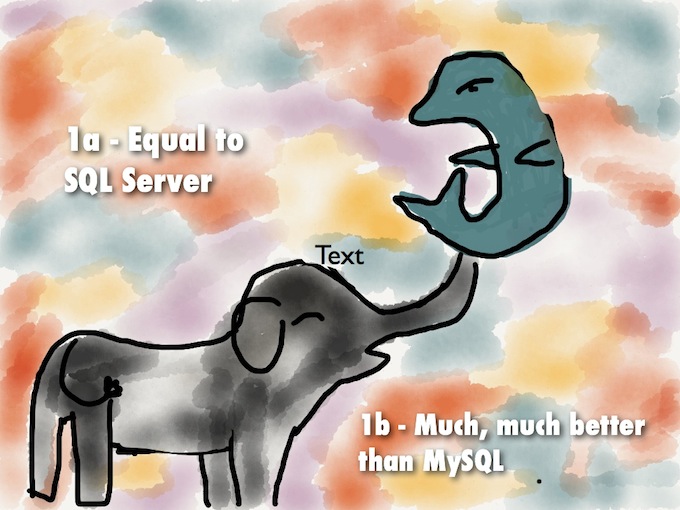 1a - Equal to
SQL Server
Text
1b - Much, much better
than MySQL